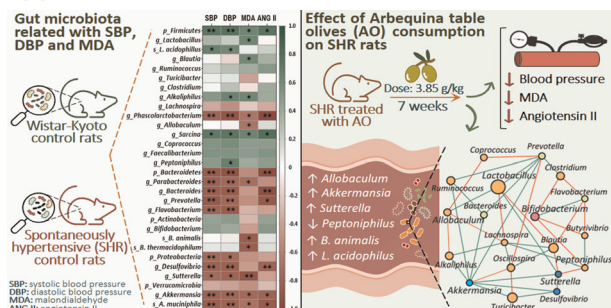 Gut microbiota
related with SBP,
DBP and MDA
Wistar-Kyoto
control rats
Spontaneously
hypertensive (SHR)
control rats
SBP: systolic blood pressure
DBP: diastolic blood pressure
MDA: malondialdehyde
SBP DBP MDA ANG II
p_Firmicutes
g_Lactobacillus
s_L. acidophilus
g_Blautia
g_Ruminococcus
g_Turicibacter
g_Clostridium
g_Alkaliphilus
g_Lachnospira
g_Phascolarctobacterium
g_Allobaculum
g_Sarcina
g_Coprococcus
g_Faecalibacterium
g_Peptoniphilus
p_Bacteroidetes
g_Parabacteroides
g_Bacteroides
g_Prevotella
g_Flavobacterium
p_Actinobacteria
g_Bifidobacterium
s_B. animalis
s_B. thermacidophilum
p_Proteobacteria
g_Desulfovibrio
g_Sutterella
p_Verrucomicrobia
g_Akkermansia
s_A. muciniphila
1.0
0.8
0.6
0.4
0.2
0
-0.2
-0.4
-0.6
-0.8
Effect of Arbequina table
olives (AO) consumption
on SHR rats
SHR treated
with AO
Dose: 3.85 g/kg
7 weeks
↓ Blood pressure
↓ MDA
↓ Angiotensin II
↑ Allobaculum
↑ Akkermansia
↑ Sutterella
↓ Peptoniphilus
↑ B. animalis
↑ L. acidophilus
Prevotella
Coprococcus
Clostridium
Lactobacillus
Ruminococcus
Flavobacterium
Bacteroides
Bifidobacterium
Allobaculum
Butyrivibrio
Lachnospira
Blautia
Alkaliphilus
Oscillospira
Peptoniphilus
Sutterella
Akkermansia
Desulfovibrio
Turicibacter